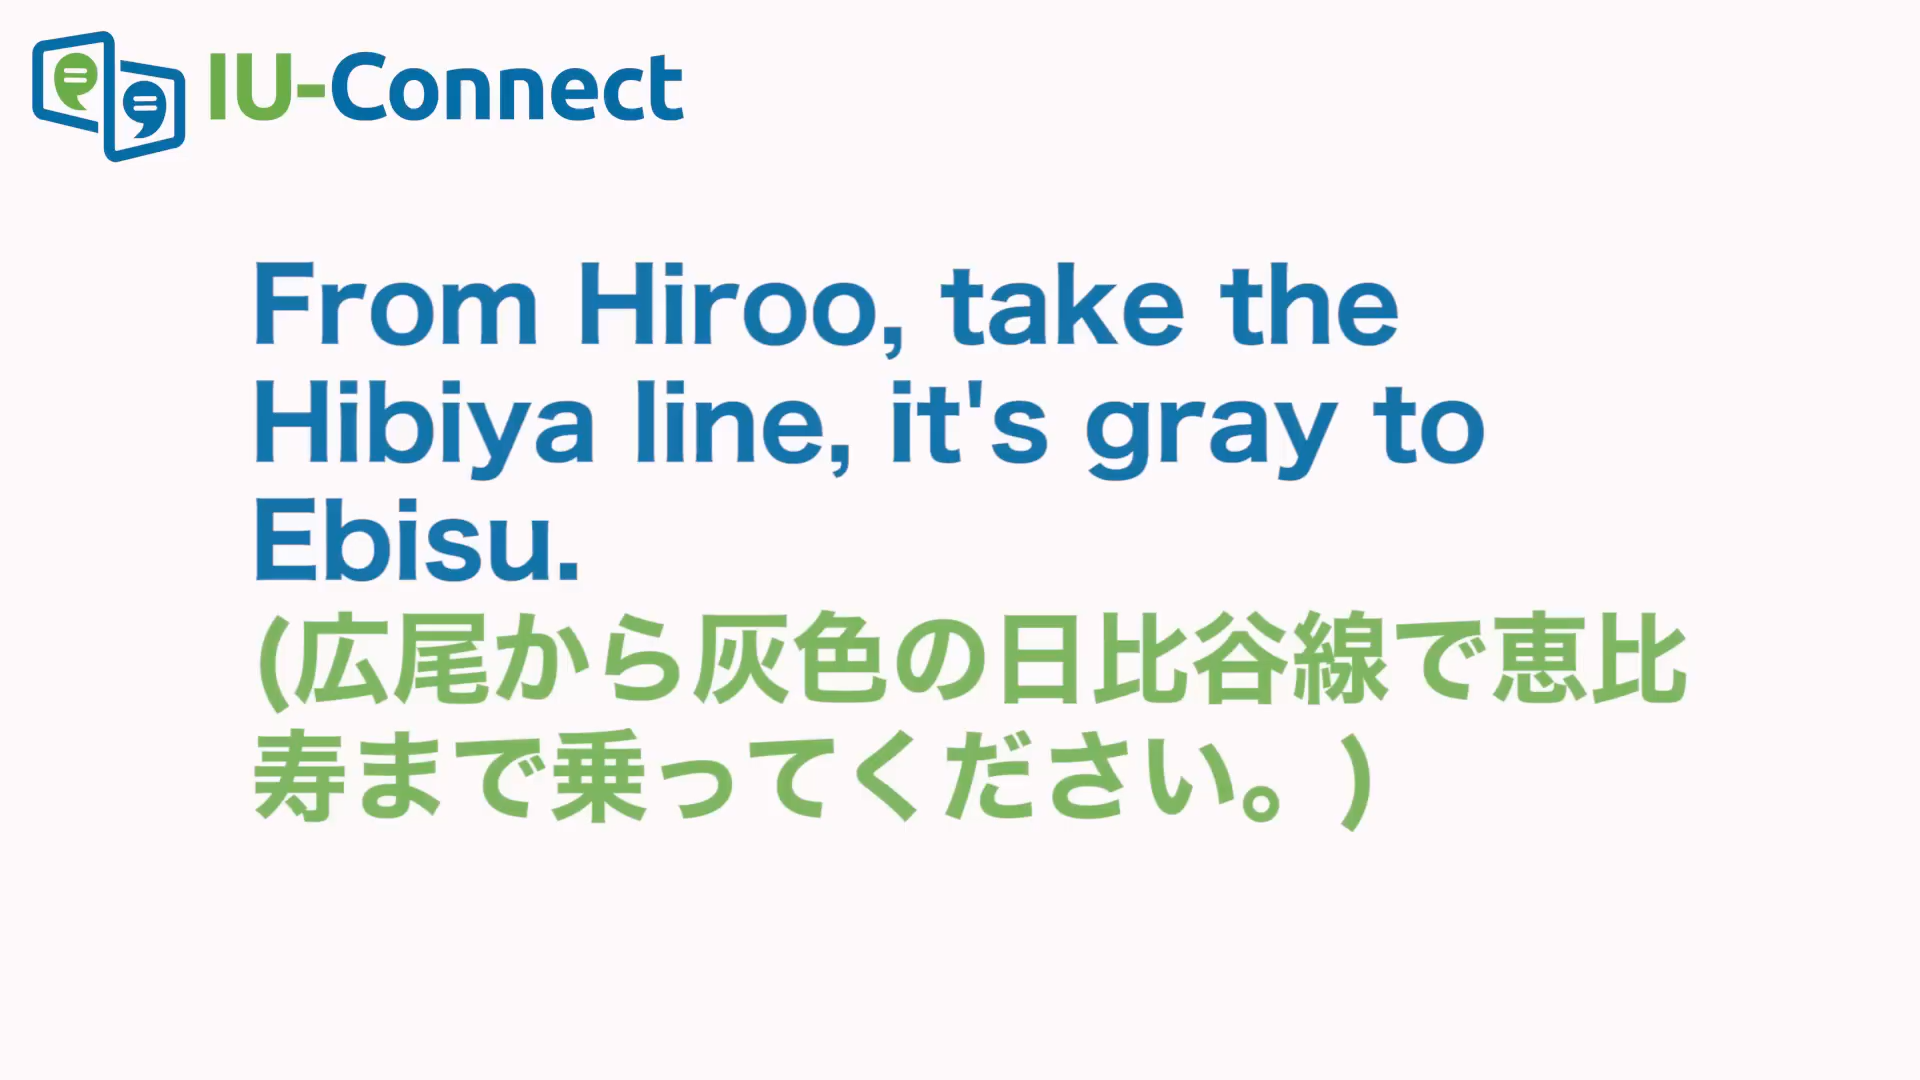 IU-Connect
From Hiroo, take the
Hibiya line, it's gray to
Ebisu.
(広尾から灰色の日比谷線で恵比
寿まで乗ってください。)